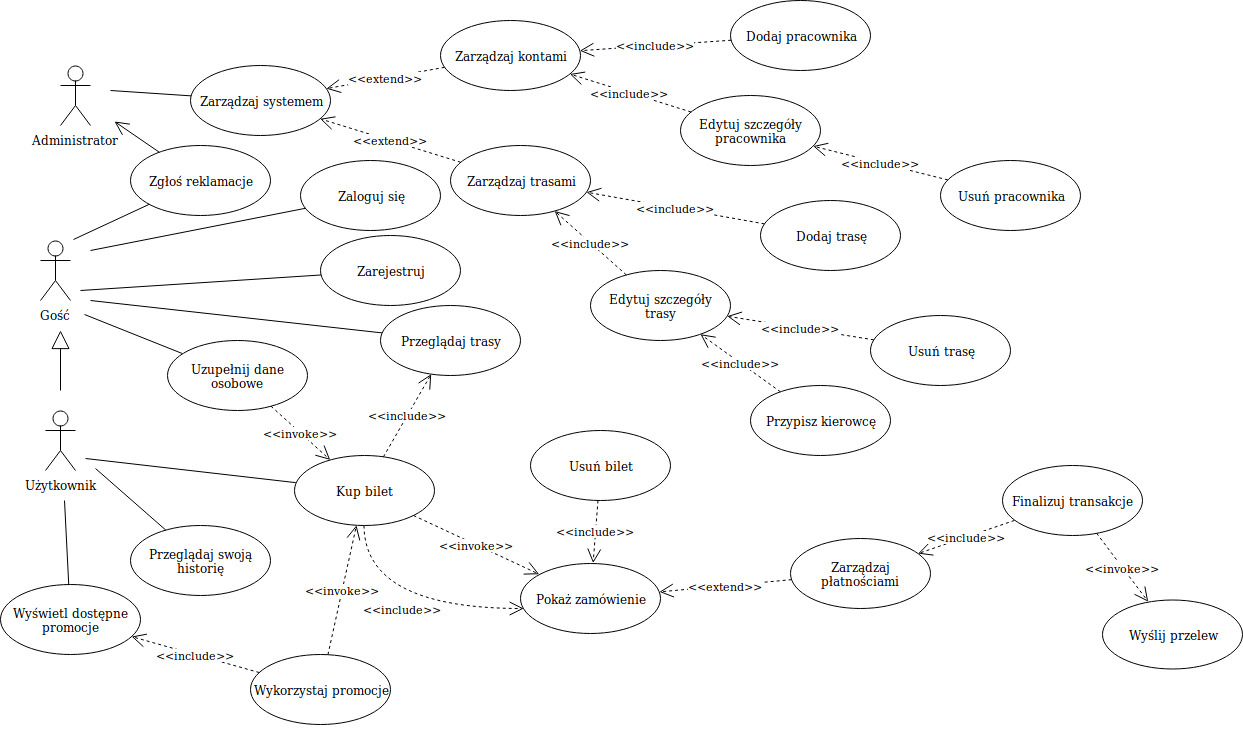 Dodaj pracownika
<<include>>
Zarządzaj kontami
<<extend>>
<<include>>
Zarządzaj systemem
Administrator
Edytuj szczegóły
pracownika
<<extend>>
<<include>>
Zgłoś reklamacje
Zaloguj się
Zarządzaj trasami
Usuń pracownika
<<include>>
Dodaj trasę
<<include>>
Zarejestruj
Gość
Edytuj szczegóły
trasy
<<include>>
Przeglądaj trasy
Usuń trasę
<<include>>
Uzupełnij dane
osobowe
<<include>>
Przypisz kierowcę
<<invoke>>
Użytkownik
Kup bilet
Usuń bilet
Finalizuj transakcje
<<include>>
<<include>>
<<invoke>>
Przeglądaj swoją
historię
Zarządzaj
płatnościami
<<invoke>>
<<extend>>
<<invoke>>
<<include>>
Pokaż zamówienie
Wyświetl dostępne
promocje
Wyślij przelew
<<include>>
Wykorzystaj promocje